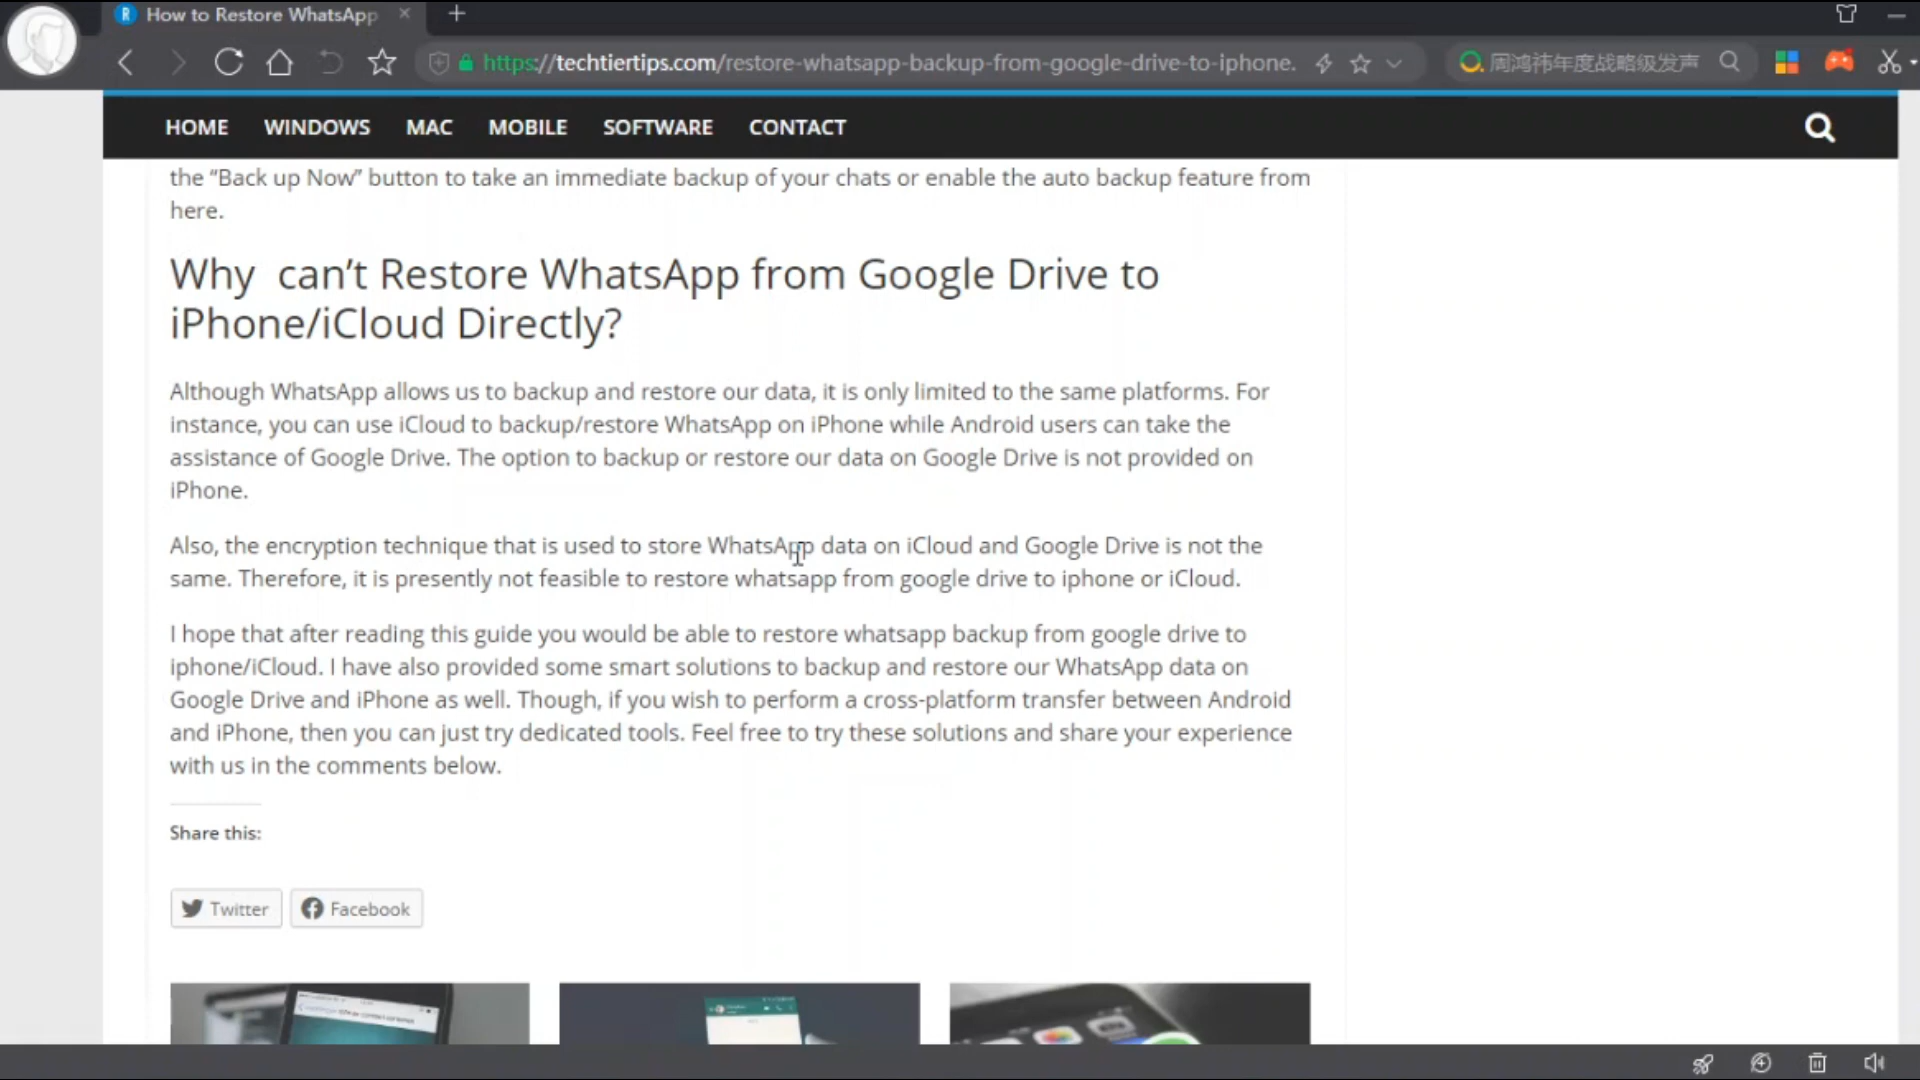 How to Restore WhatsApp
https://techtiertips.com/restore-whatsapp-backup-from-google-drive-to-iphone.
周鸿祎年度战略级发声
HOME WINDOWS MAC MOBILE SOFTWARE CONTACT
the “Back up Now” button to take an immediate backup of your chats or enable the auto backup feature from
here.
Why can’t Restore WhatsApp from Google Drive to
iPhone/iCloud Directly?
Although WhatsApp allows us to backup and restore our data, it is only limited to the same platforms. For
instance, you can use iCloud to backup/restore WhatsApp on iPhone while Android users can take the
assistance of Google Drive. The option to backup or restore our data on Google Drive is not provided on
iPhone.
Also, the encryption technique that is used to store WhatsApp data on iCloud and Google Drive is not the
same. Therefore, it is presently not feasible to restore whatsapp from google drive to iphone or iCloud.
I hope that after reading this guide you would be able to restore whatsapp backup from google drive to
iphone/iCloud. I have also provided some smart solutions to backup and restore our WhatsApp data on
Google Drive and iPhone as well. Though, if you wish to perform a cross-platform transfer between Android
and iPhone, then you can just try dedicated tools. Feel free to try these solutions and share your experience
with us in the comments below.
Share this:
Twitter Facebook